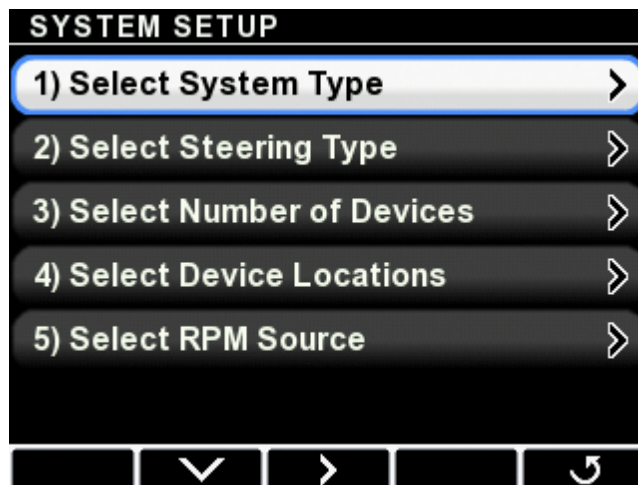 SYSTEM SETUP
1) Select System Type
2) Select Steering Type
3) Select Number of Devices
4) Select Device Locations
5) Select RPM Source